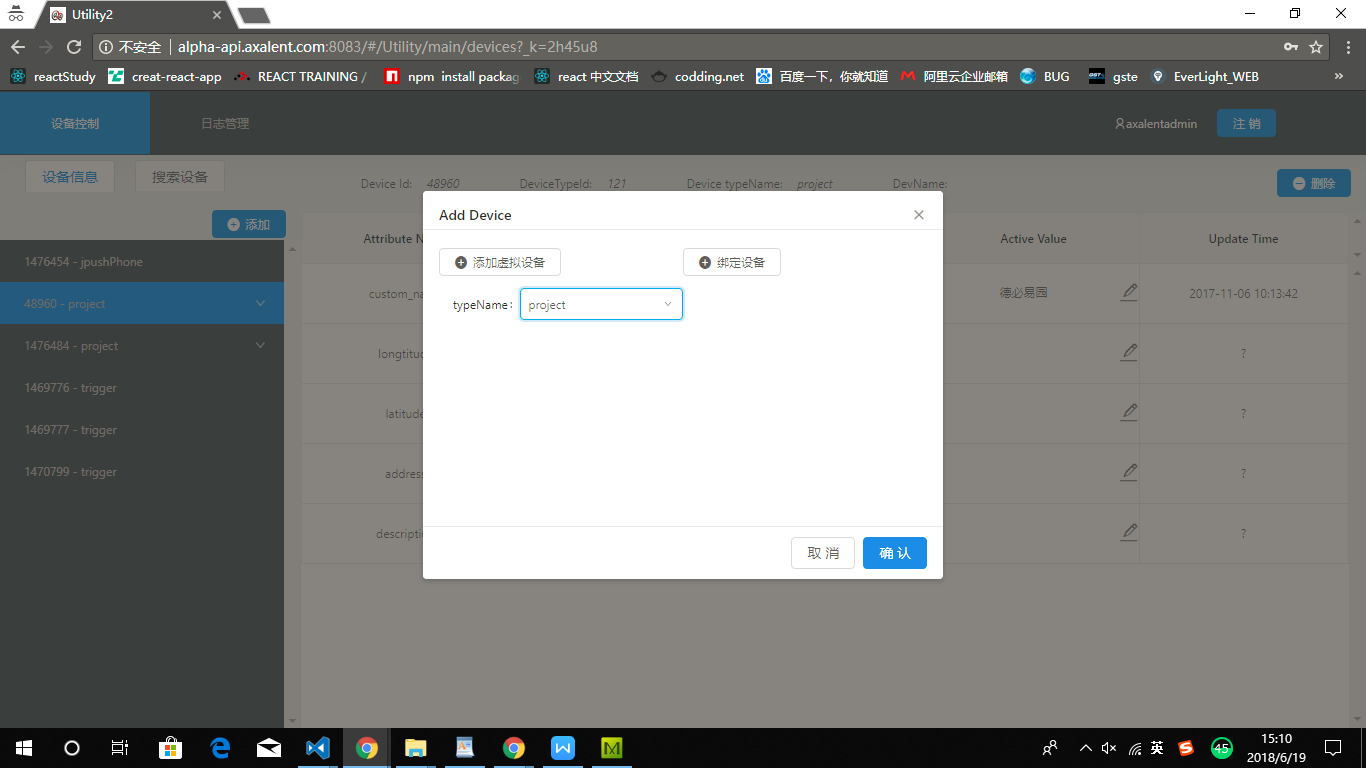 Utility2
不安全 | alpha-api.axalent.com:8083/#/Utility/main/devices?_k=2h45u8
reactStudy creat-react-app REACT TRAINING / npm install packag react 中文文档 codding.net 百度一下，你就知道 阿里云企业邮箱 BUG gste EverLight_WEB »
设备控制 日志管理 axalentadmin 注 销
设备信息 搜索设备 Device Id: 48960 DeviceTypeId: 121 Device typeName: project DevName: 删除
添加
Add Device
Attribute N Active Value Update Time
1476454 - jpushPhone
添加虚拟设备 绑定设备
48960 - project
custom_na 德必易园 2017-11-06 10:13:42
typeName: project
1476484 - project
longtitud ?
1469776 - trigger
latitude ?
1469777 - trigger
1470799 - trigger
address ?
descripti ?
取 消 确 认
英 45 15:10
2018/6/19